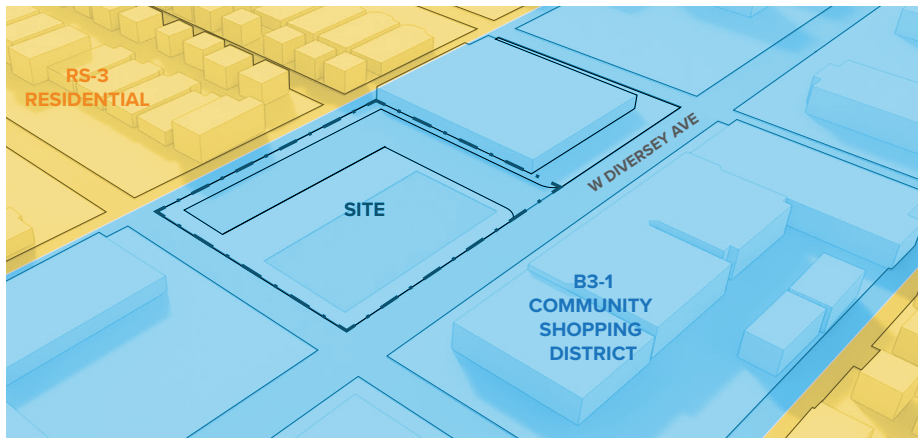 RS-3
RESIDENTIAL
W DIVERSEY AVE
SITE
B3-1
COMMUNITY
SHOPPING
DISTRICT